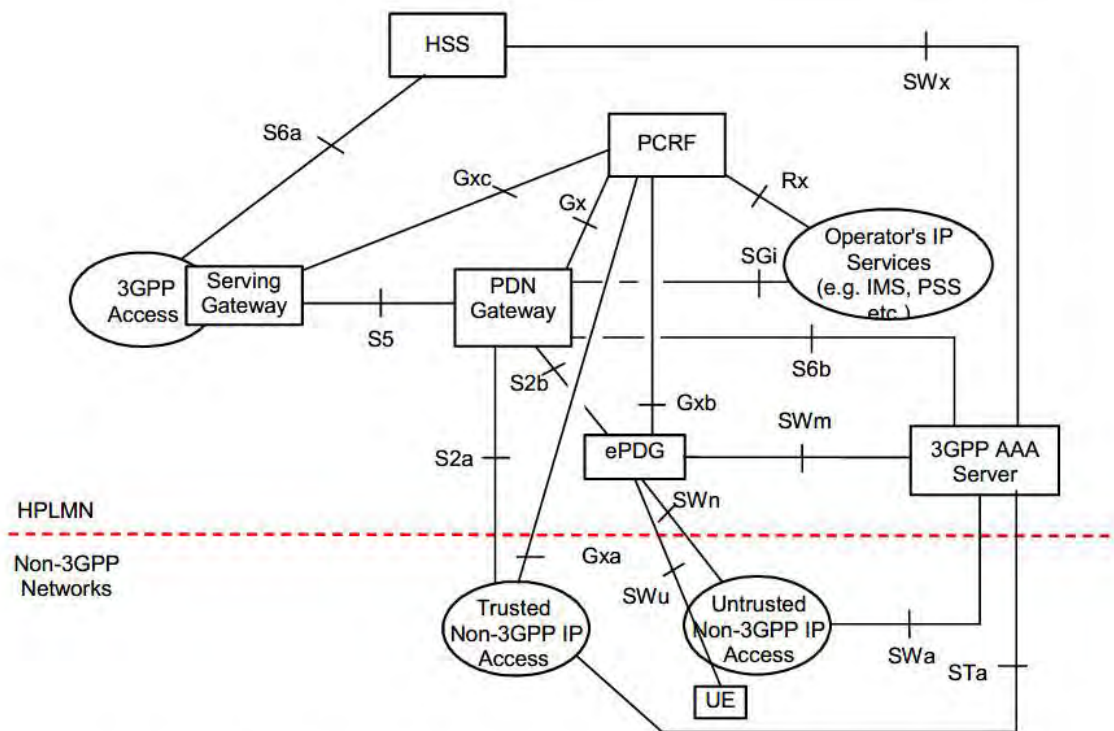 HSS
SWx
S6a
PCRF
Gxc
Gx
Rx
Operator's IP
Services
(e.g. IMS, PSS
etc.)
SGi
3GPP
Access
Serving
Gateway
PDN
Gateway
S5
S2b
S6b
Gxb
SWm
S2a
ePDG
3GPP AAA
Server
SWn
HPLMN
Non-3GPP
Networks
Gxa
SWu
Trusted
Non-3GPP IP
Access
Untrusted
Non-3GPP IP
Access
SWa
STa
UE